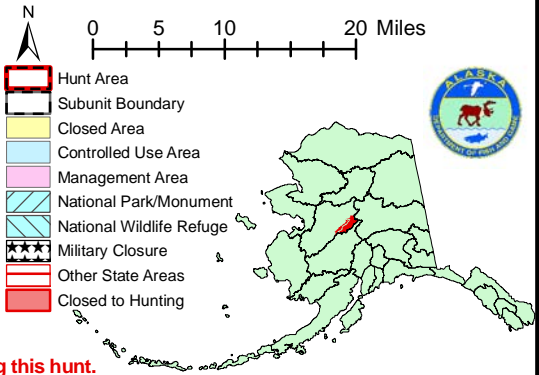 N
0 5 10 20 Miles
Hunt Area
Subunit Boundary
Closed Area
Controlled Use Area
Management Area
National Park/Monument
National Wildlife Refuge
Military Closure
Other State Areas
Closed to Hunting
ALASKA
DEPARTMENT OF FISH AND GAME
g this hunt.